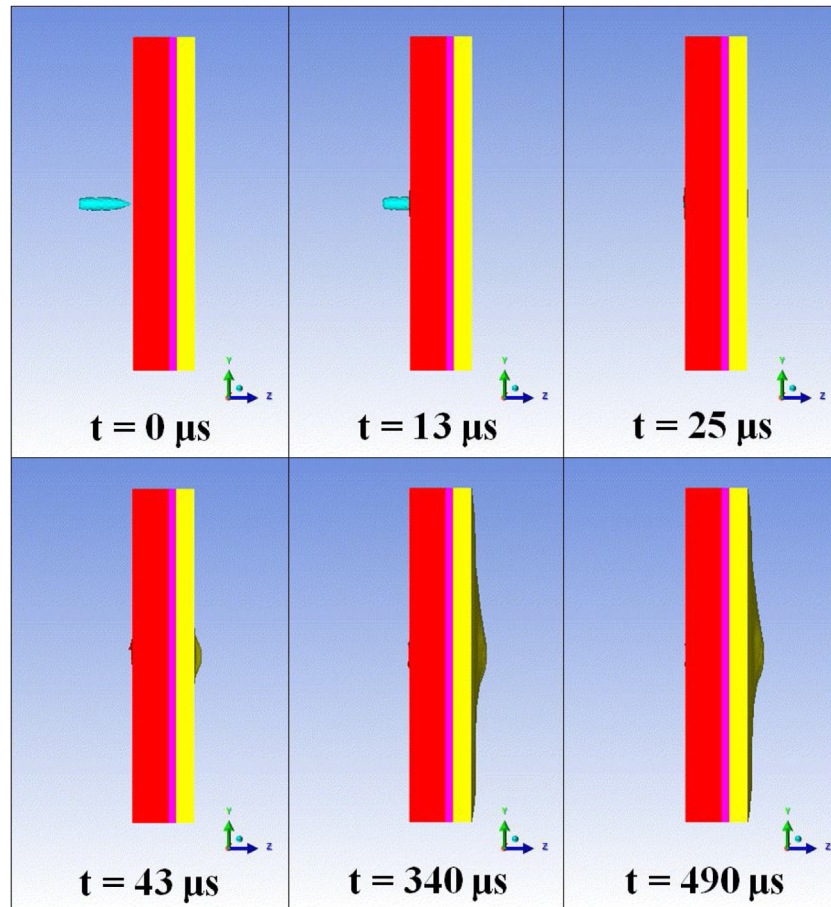 Y
Z
t = 0 μs
Y
Z
t = 13 μs
Y
Z
t = 25 μs
Y
Z
t = 43 μs
Y
Z
t = 340 μs
Y
Z
t = 490 μs